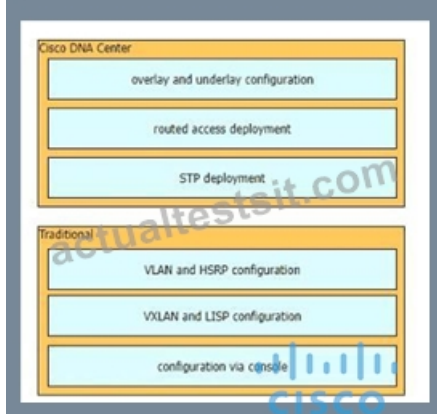 Cisco DNA Center
overlay and underlay configuration
routed access deployment
STP deployment
actualtestsit.com
Traditional
VLAN and HSRP configuration
VXLAN and LISP configuration
configuration via console
CISCO